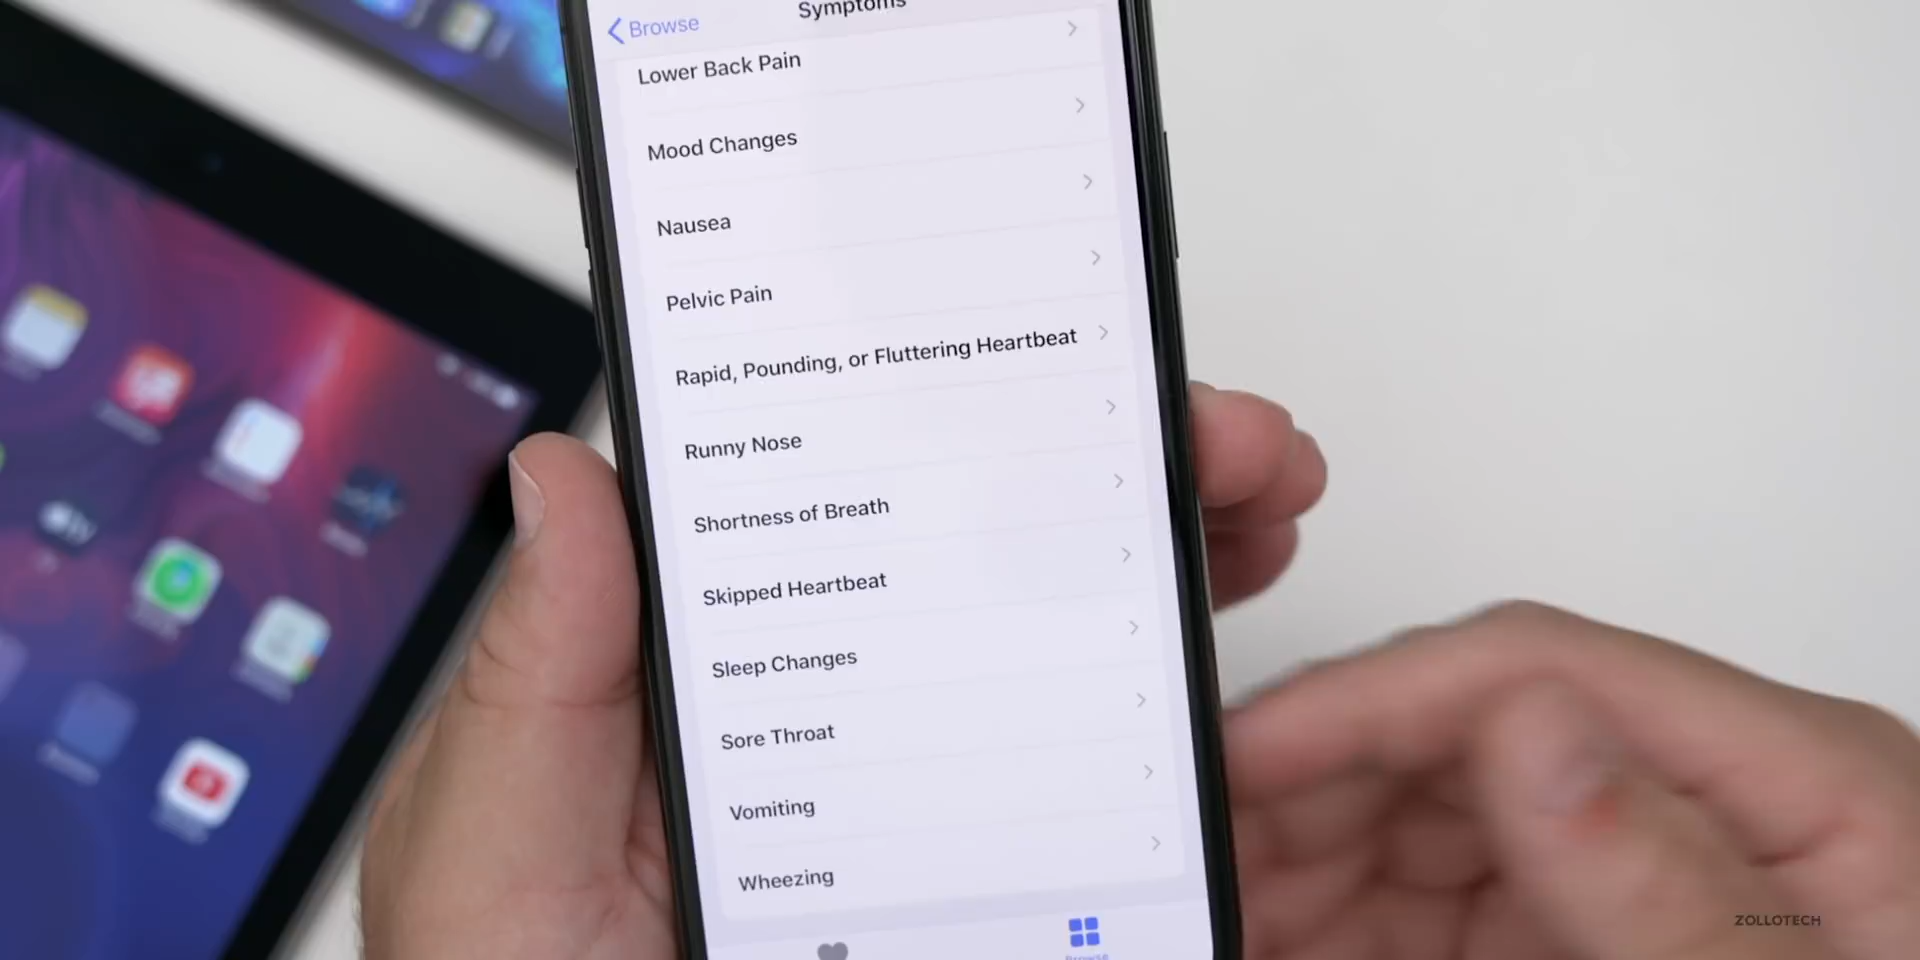 Browse
Symptoms
Lower Back Pain
Mood Changes
Nausea
Pelvic Pain
Rapid, Pounding, or Fluttering Heartbeat
Runny Nose
Shortness of Breath
Skipped Heartbeat
Sleep Changes
Sore Throat
Vomiting
Wheezing
Browse
ZOLLOTECH